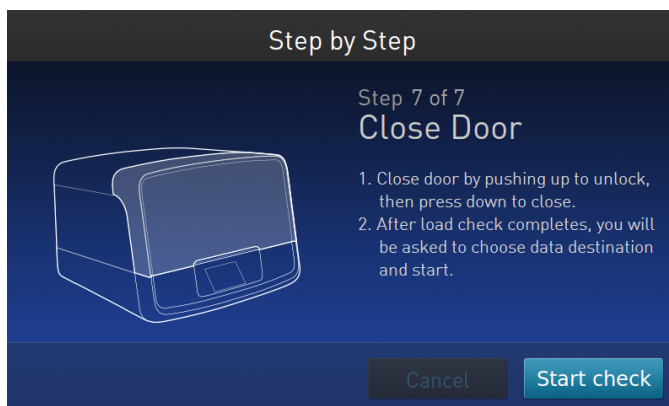 Step by Step
Step 7 of 7
Close Door
1. Close door by pushing up to unlock,
then press down to close.
2. After load check completes, you will
be asked to choose data destination
and start.
Cancel
Start check